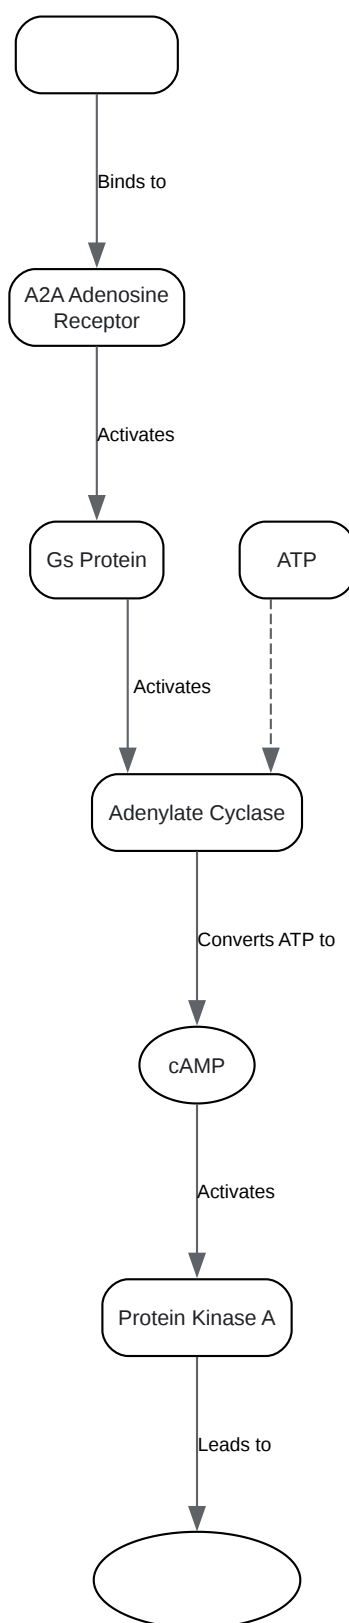 Binds to
A2A Adenosine
Receptor
Activates
Gs Protein
ATP
Activates
Adenylate Cyclase
Converts ATP to
cAMP
Activates
Protein Kinase A
Leads to